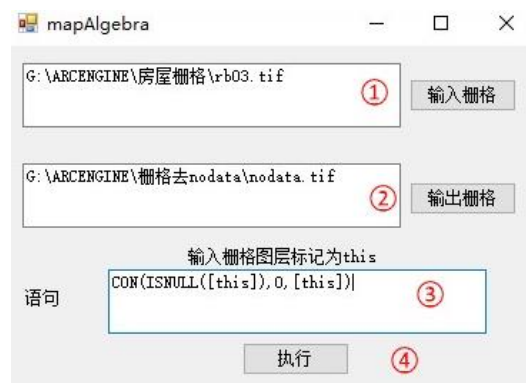 mapAlgebra
G:\ARCENGINE\房屋栅格\rb03.tif
①
输入栅格
G:\ARCENGINE\栅格去nodata\nodata.tif
②
输出栅格
输入栅格图层标记为this
语句
CON(ISNULL([this]),0,[this])
③
执行
④